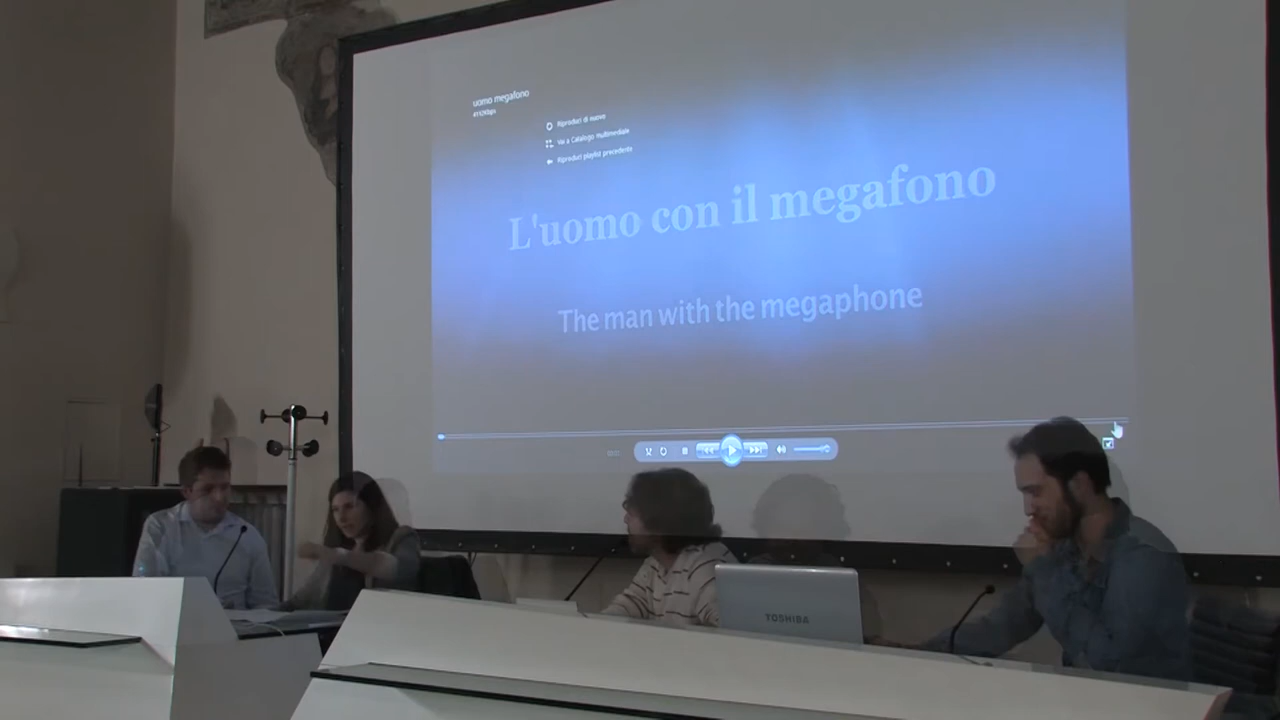 uomo megafono
Riproduci di nuovo
Vai a Catalogo multimediale
Riproduci playlist precedente
L'uomo con il megafono
The man with the megaphone
TOSHIBA